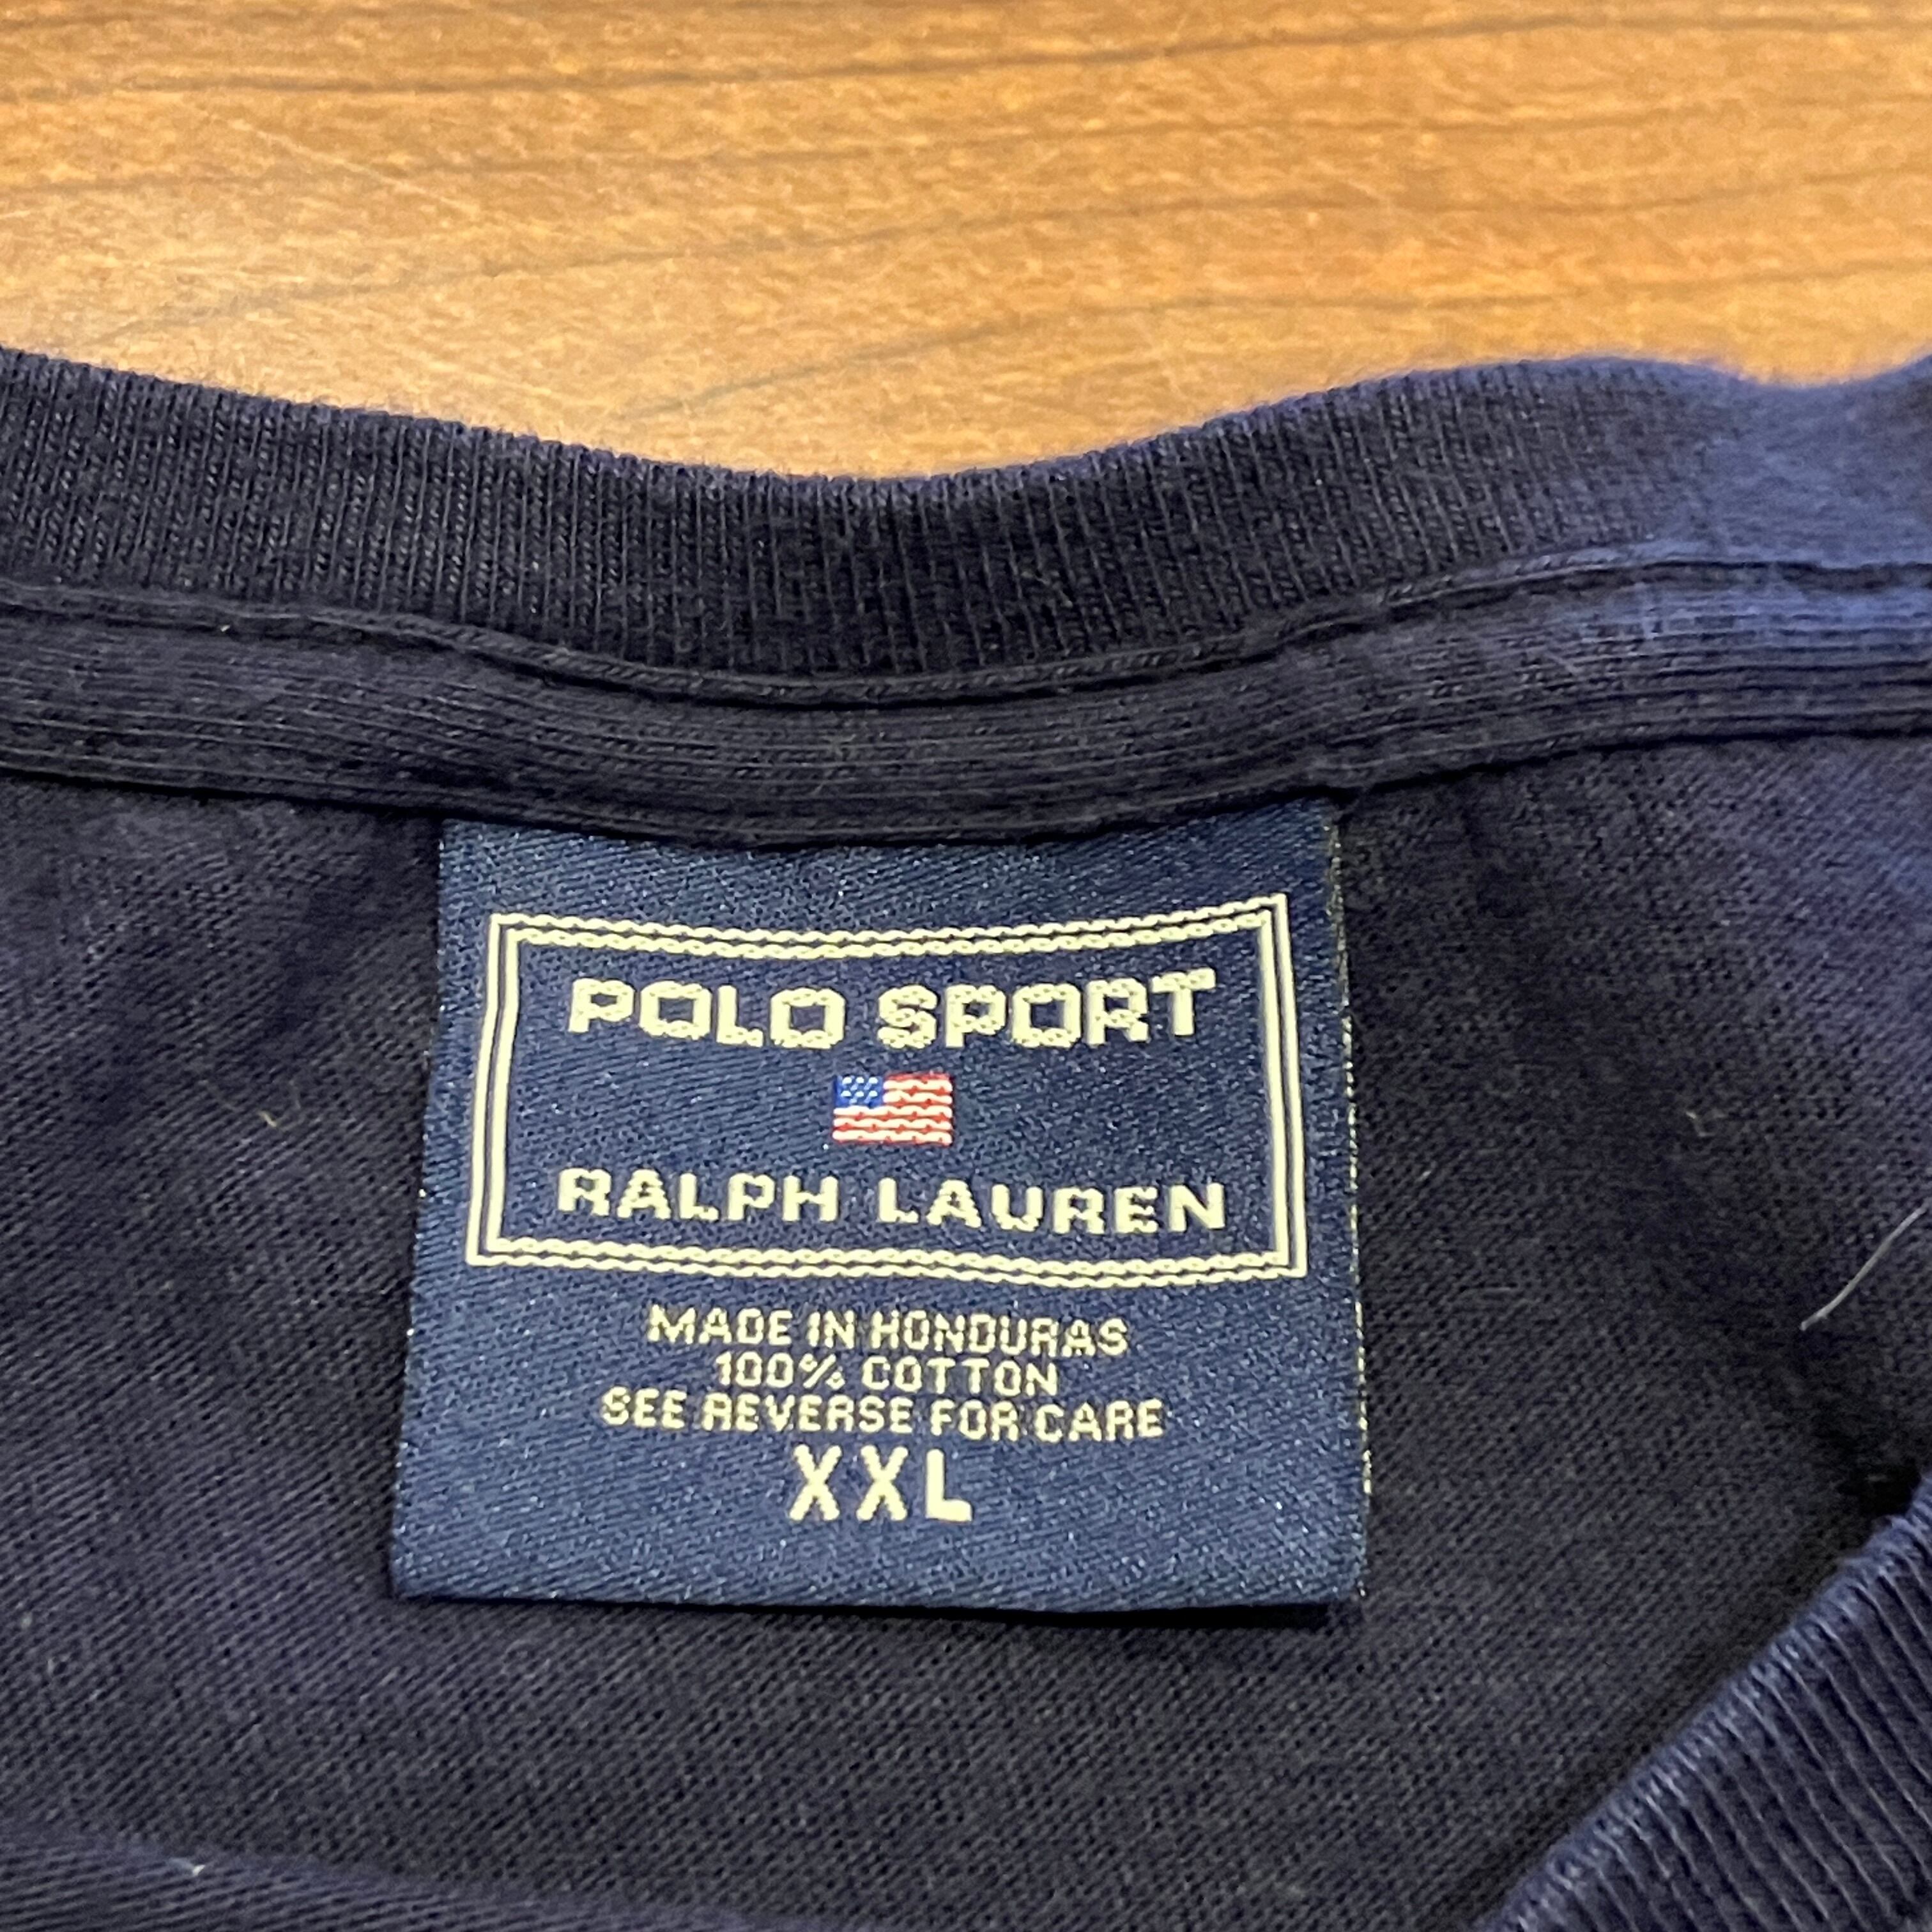 POLO SPORT
RALPH LAUREN
MADE IN HONDURAS
100% COTTON
SEE REVERSE FOR CARE
XXL